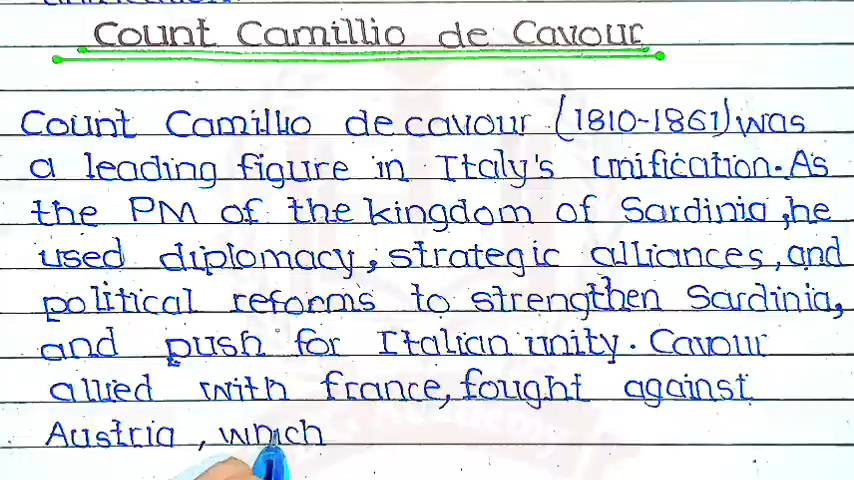 Count Camillio de Cavour
Count Camillio de cavour (1810-1861) was
a leading figure in Italy's unification. As
the PM of the kingdom of Sardinia, he
used diplomacy, strategic alliances, and
political reforms to strengthen Sardinia,
and push for Italian unity. Cavour
allied with france, fought against
Austria, which